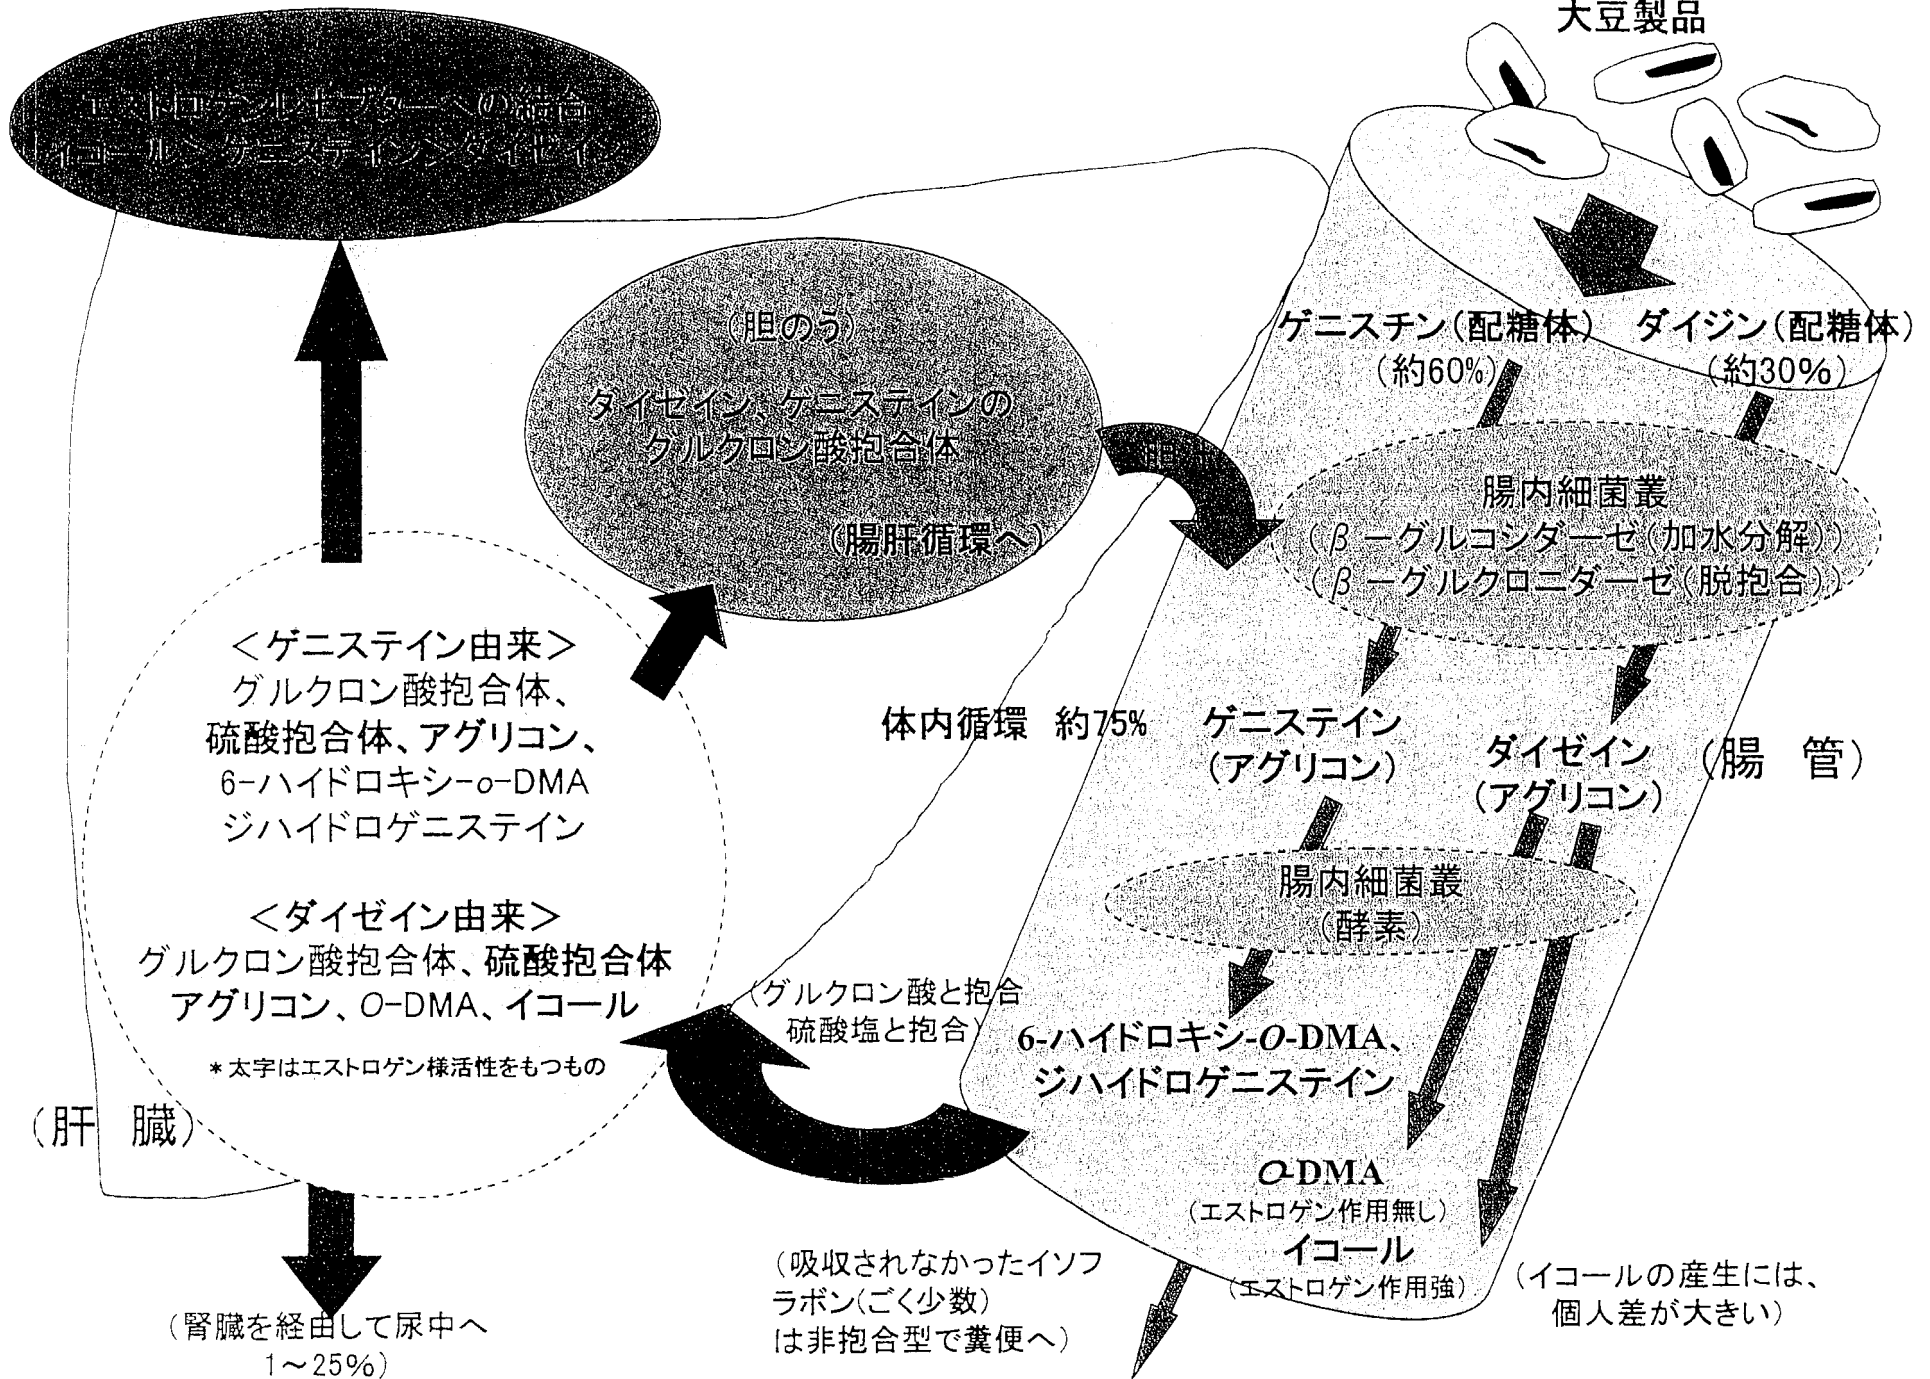 大豆製品
エストロゲンレセプターへの結合
イコール＞ゲニステイン＞ダイゼイン
(胆のう)
ダイゼイン、ゲニステインの
グルクロン酸抱合体
(腸肝循環へ)
胆
ゲニスチン(配糖体)
(約60%)
ダイジン(配糖体)
(約30%)
腸内細菌叢
(β－グルコシダーゼ(加水分解))
(β－グルクロニダーゼ(脱抱合))
体内循環 約75%
ゲニステイン
(アグリコン)
ダイゼイン
(アグリコン)
(腸 管)
腸内細菌叢
(酵素)
＜ゲニステイン由来＞
グルクロン酸抱合体、
硫酸抱合体、アグリコン、
6-ハイドロキシ-o-DMA
ジハイドロゲニステイン
＜ダイゼイン由来＞
グルクロン酸抱合体、硫酸抱合体
アグリコン、O-DMA、イコール
*太字はエストロゲン様活性をもつもの
(肝 臓)
(グルクロン酸と抱合
硫酸塩と抱合)
6-ハイドロキシ-O-DMA、
ジハイドロゲニステイン
O-DMA
(エストロゲン作用無し)
イコール
(エストロゲン作用強)
(イコールの産生には、
個人差が大きい)
(吸収されなかったイソフ
ラボン(ごく少数)
は非抱合型で糞便へ)
(腎臓を経由して尿中へ
1～25%)